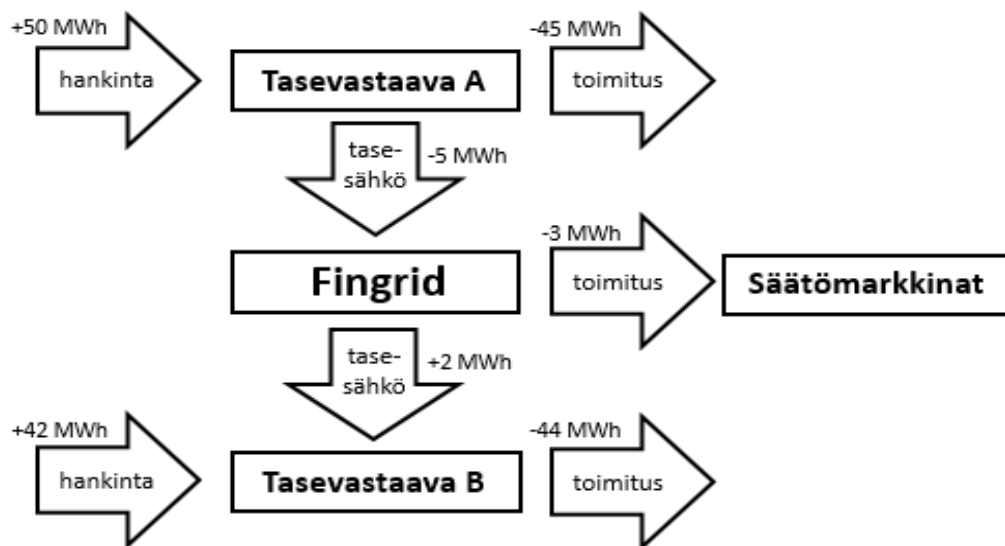 +50 MWh
hankinta
Tasevastaava A
-45 MWh
toimitus
tase-
sähkö
-5 MWh
Fingrid
-3 MWh
toimitus
Säätömarkkinat
tase-
sähkö
+2 MWh
+42 MWh
hankinta
Tasevastaava B
-44 MWh
toimitus